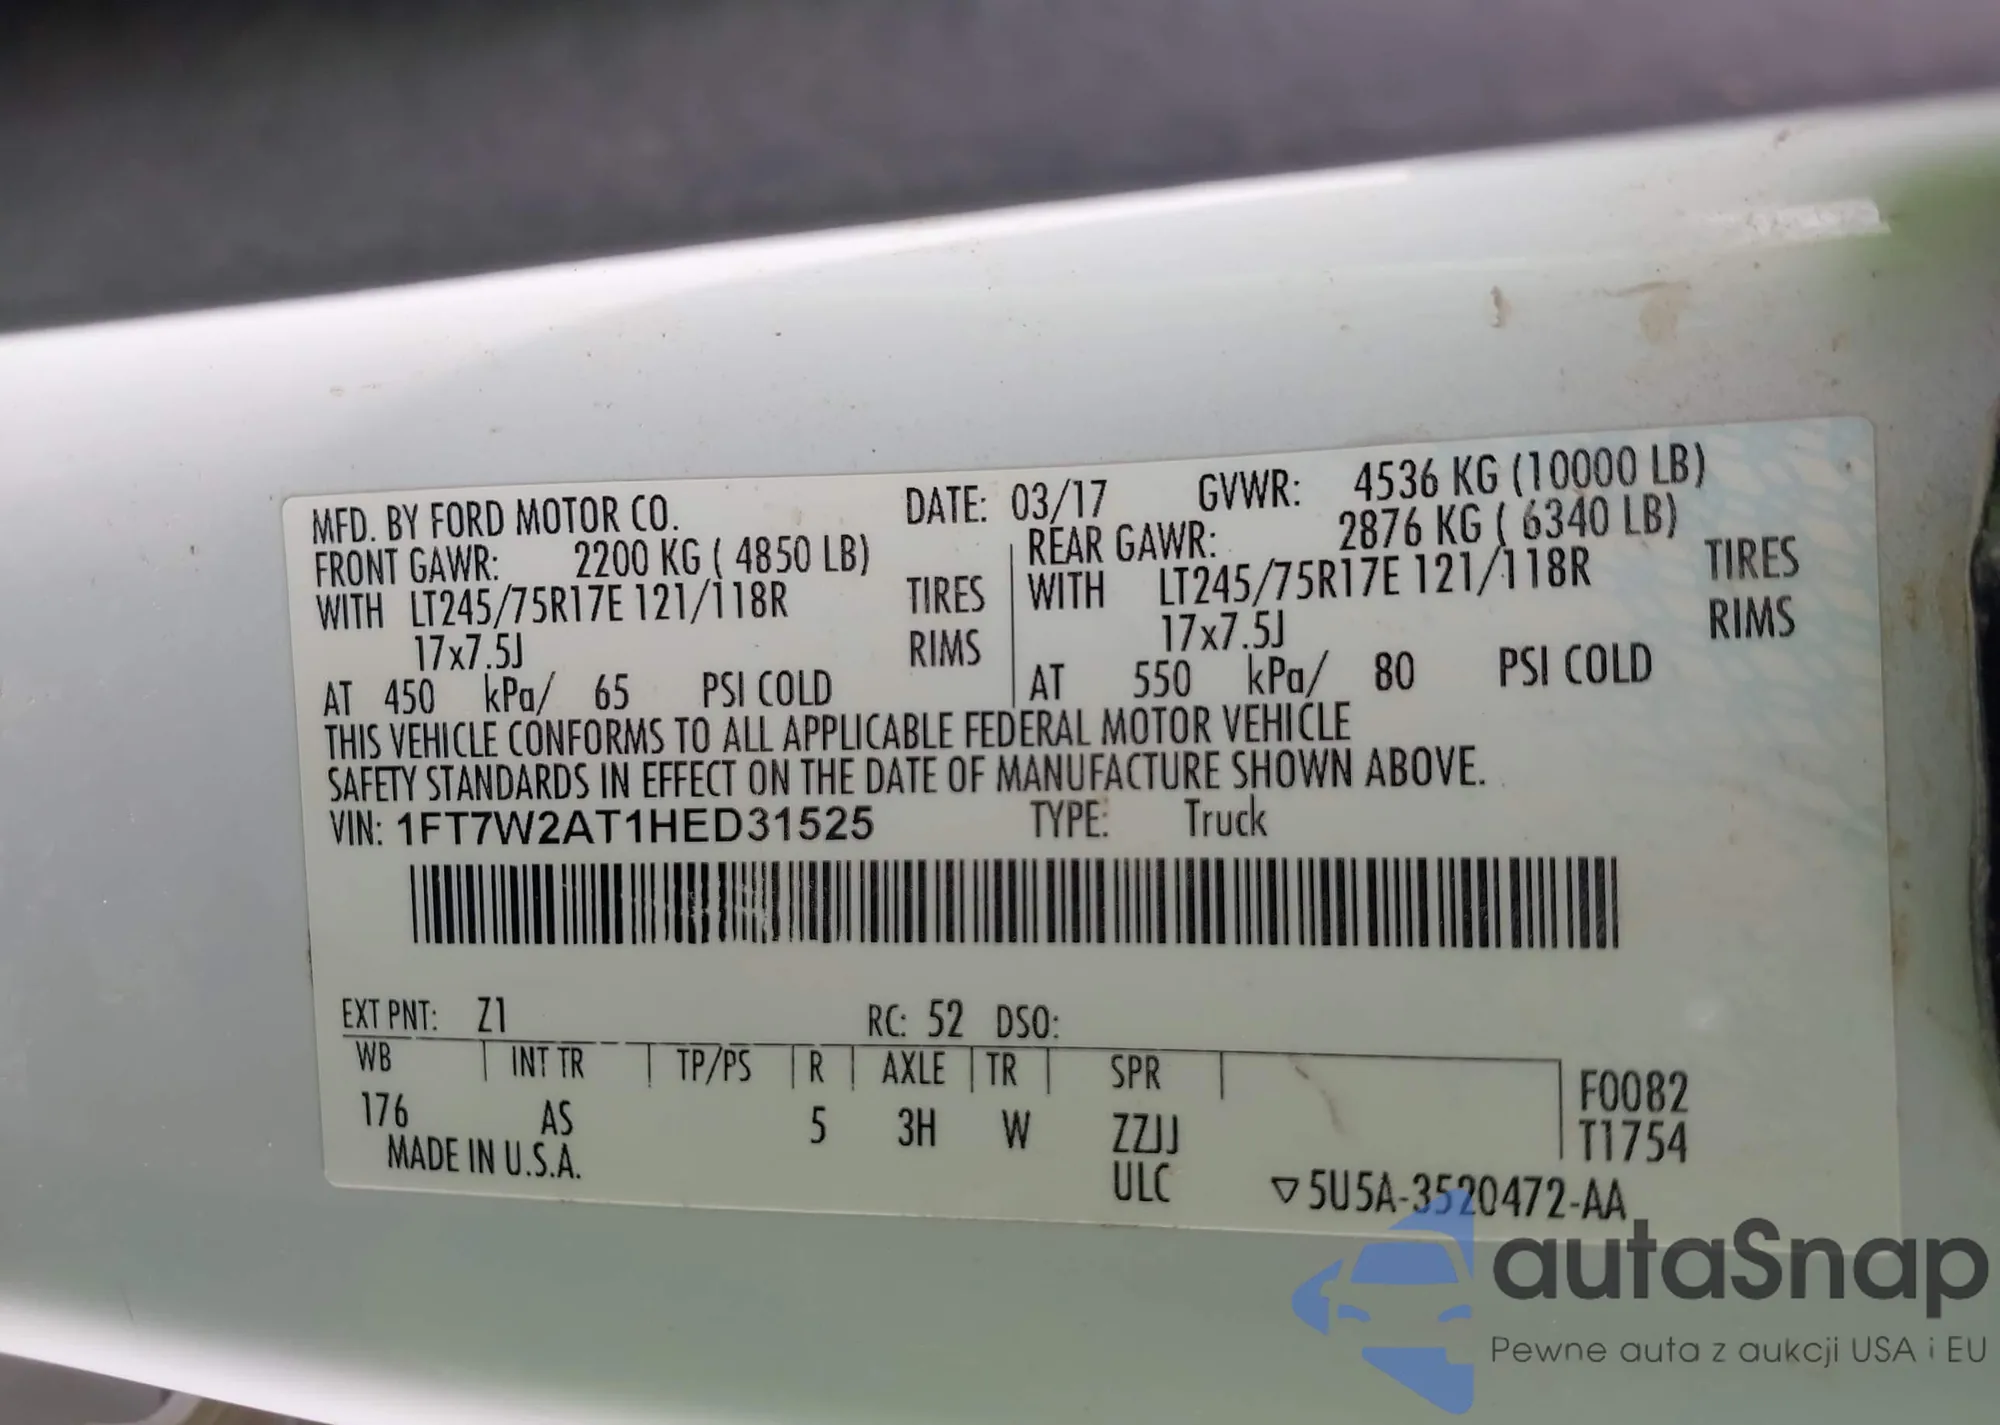 MFD. BY FORD MOTOR CO. DATE: 03/17 GVWR: 4536 KG (10000 LB)
FRONT GAWR: 2200 KG ( 4850 LB) REAR GAWR: 2876 KG ( 6340 LB)
WITH LT245/75R17E 121/118R TIRES WITH LT245/75R17E 121/118R TIRES
17x7.5J RIMS 17x7.5J RIMS
AT 450 kPa/ 65 PSI COLD AT 550 kPa/ 80 PSI COLD
THIS VEHICLE CONFORMS TO ALL APPLICABLE FEDERAL MOTOR VEHICLE
SAFETY STANDARDS IN EFFECT ON THE DATE OF MANUFACTURE SHOWN ABOVE.
VIN: 1FT7W2AT1HED31525 TYPE: Truck
EXT PNT: Z1 RC: 52 DSO:
WB INT TR TP/PS R AXLE TR SPR F0082
176 AS 5 3H W ZZJJ T1754
MADE IN U.S.A. ULC ▽5U5A-3520472-AA
autaSnap
Pewne auta z aukcji USA i EU